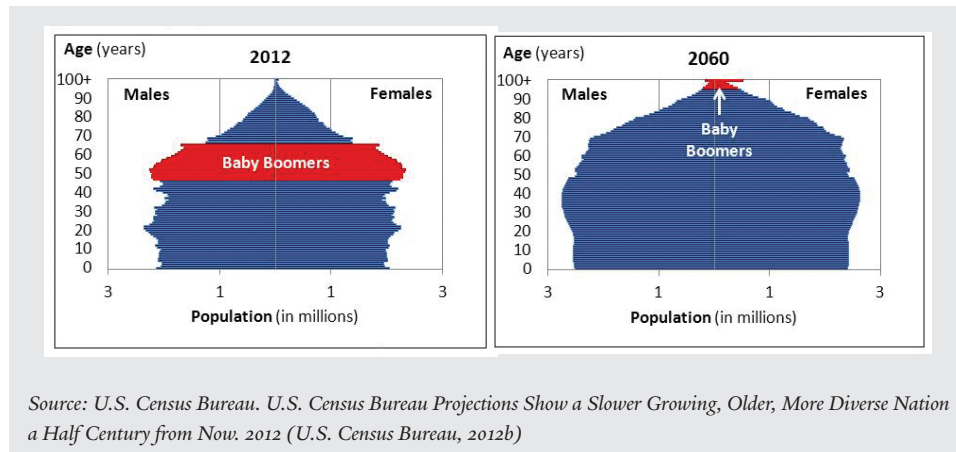 Age (years)
2012
Males
Females
100+
90
80
70
60
50
40
30
20
10
0
Baby Boomers
3
1
1
3
Population (in millions)
Age (years)
2060
Males
Females
100+
90
80
70
60
50
40
30
20
10
0
Baby
Boomers
3
1
1
3
Population (in millions)
Source: U.S. Census Bureau. U.S. Census Bureau Projections Show a Slower Growing, Older, More Diverse Nation
a Half Century from Now. 2012 (U.S. Census Bureau, 2012b)